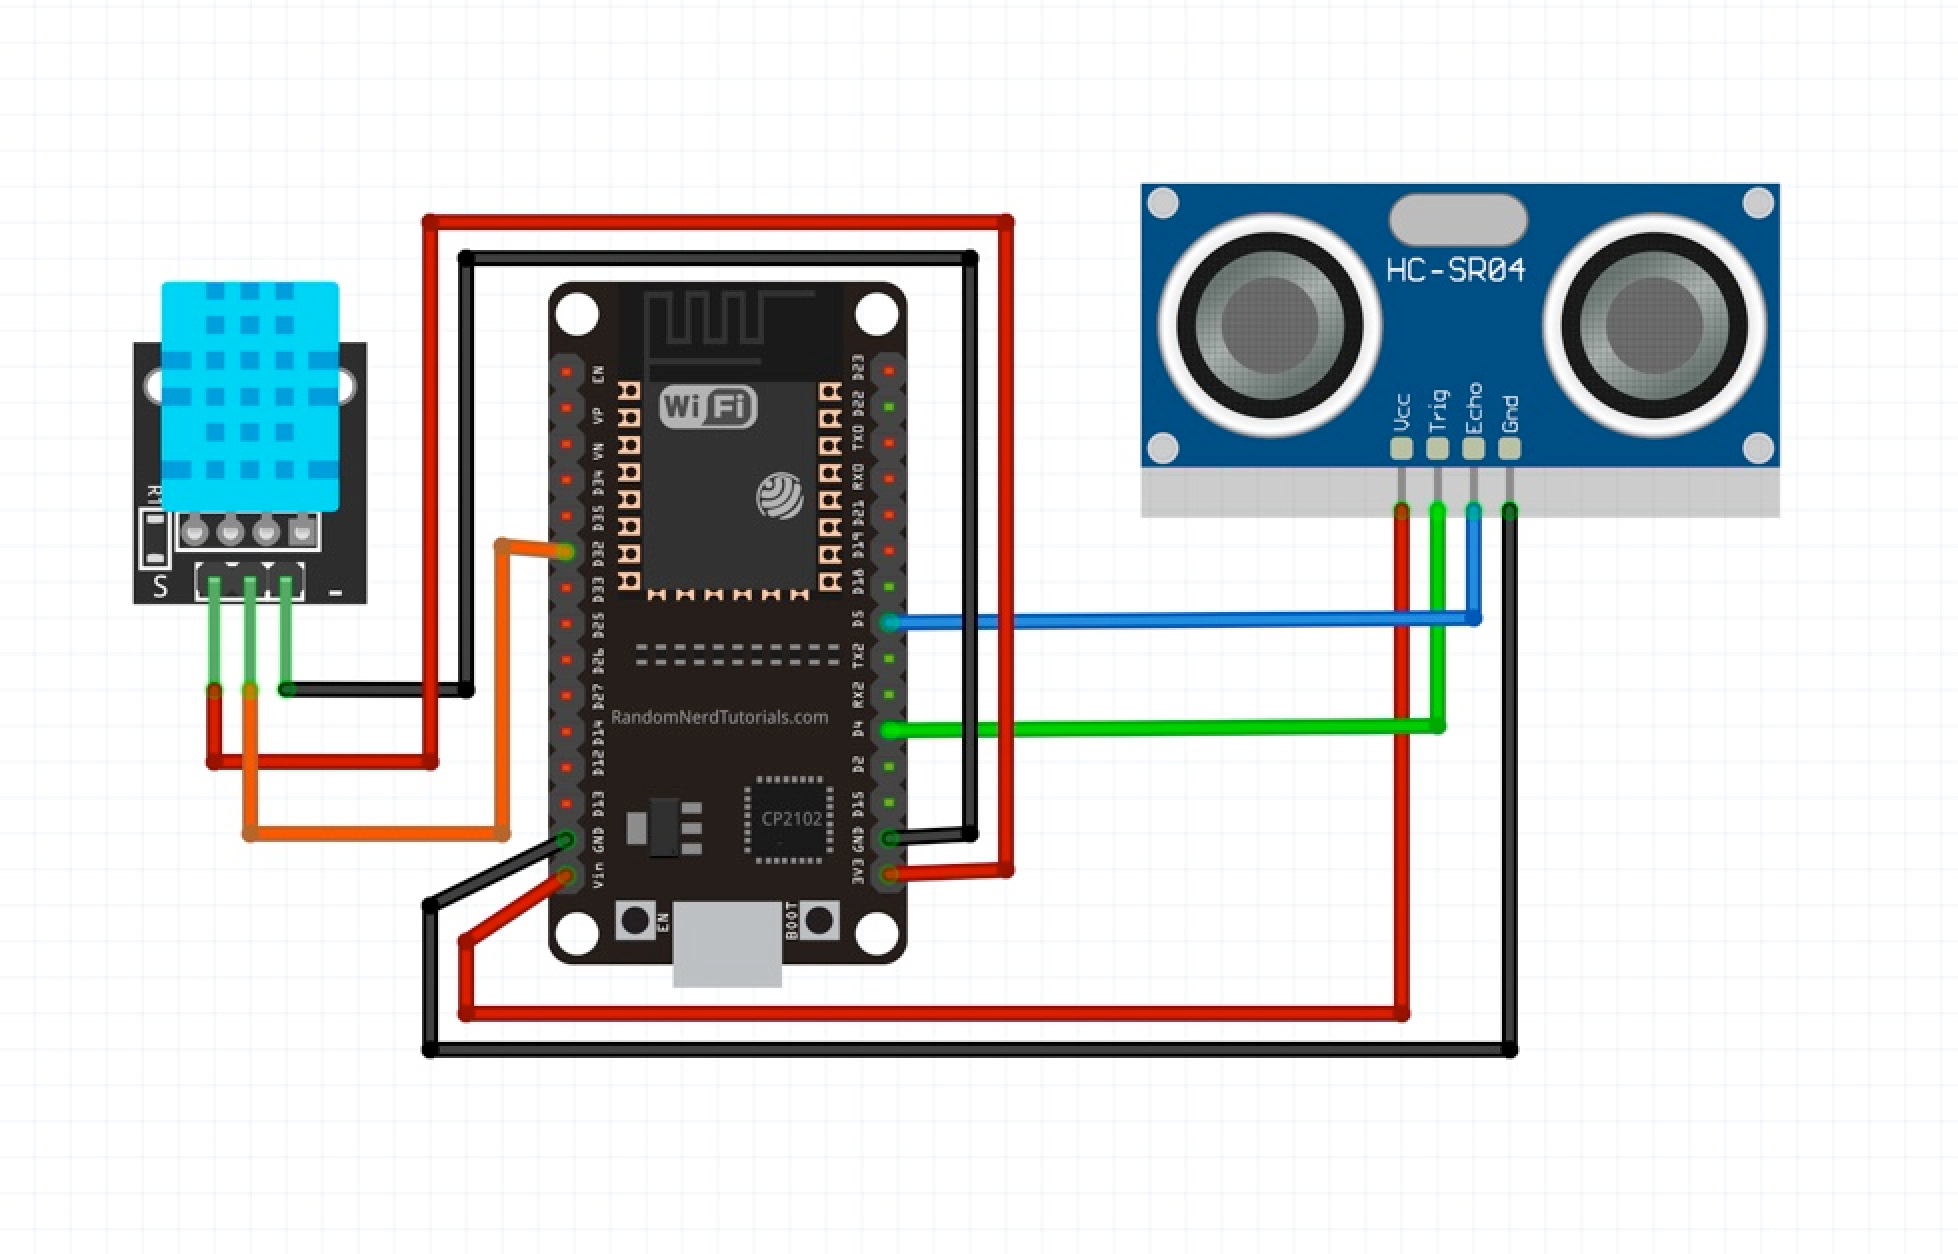 HC-SR04
Vcc
Trig
Echo
Gnd
R1
S
-
WiFi
EN
VP
VN
D34
D35
D32
D33
D25
D26
D27
D14
D12
D13
GND
Vin
D23
D22
TX0
RX0
D21
D19
D18
D5
TX2
RX2
D4
D2
D15
GND
3V3
RandomNerdTutorials.com
CP2102
EN
BOOT